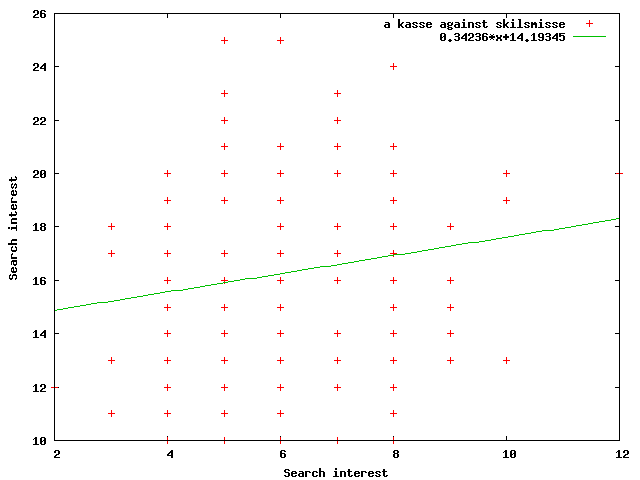 26
a kasse against skilsmisse
0.34236*x+14.19345
24
22
20
18
16
14
12
10
Search interest
2 4 6 8 10 12
Search interest